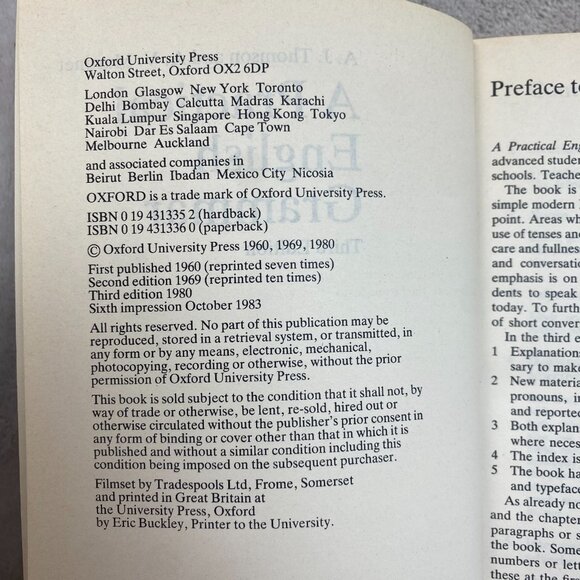 Oxford University Press
Walton Street, Oxford OX2 6DP
London Glasgow New York Toronto
Delhi Bombay Calcutta Madras Karachi
Kuala Lumpur Singapore Hong Kong Tokyo
Nairobi Dar Es Salaam Cape Town
Melbourne Auckland
and associated companies in
Beirut Berlin Ibadan Mexico City Nicosia
OXFORD is a trade mark of Oxford University Press.
ISBN 0 19 431335 2 (hardback)
ISBN 0 19 431336 0 (paperback)
© Oxford University Press 1960, 1969, 1980
First published 1960 (reprinted seven times)
Second edition 1969 (reprinted ten times)
Third edition 1980
Sixth impression October 1983
All rights reserved. No part of this publication may be
reproduced, stored in a retrieval system, or transmitted, in
any form or by any means, electronic, mechanical,
photocopying, recording or otherwise, without the prior
permission of Oxford University Press.
This book is sold subject to the condition that it shall not, by
way of trade or otherwise, be lent, re-sold, hired out or
otherwise circulated without the publisher's prior consent in
any form of binding or cover other than that in which it is
published and without a similar condition including this
condition being imposed on the subsequent purchaser.
Filmset by Tradespools Ltd, Frome, Somerset
and printed in Great Britain at
the University Press, Oxford
by Eric Buckley, Printer to the University.
Preface to
A Practical Eng
advanced studen
schools. Teache
The book is
simple modern
point. Areas wh
use of tenses and
care and fullness
and conversatio
emphasis is on
dents to speak
today. To furth
of short conver
In the third e
1 Explanation
sary to make
2 New materia
pronouns, in
and reported
3 Both explan
where neces
4 The index is
5 The book ha
and typeface
As already no
and the chapter
paragraphs or s
the book. Some
numbers or lett
these at the fir